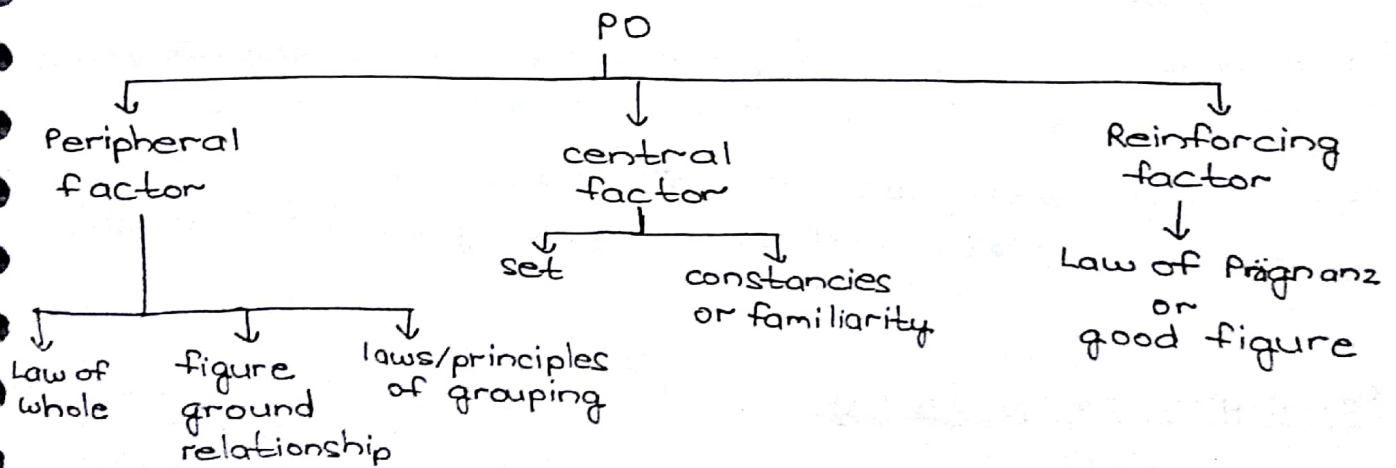 PO
Peripheral
factor
central
factor
Reinforcing
factor
set
constancies
or familiarity
Law of Prägnanz
or
good figure
Law of
whole
figure
ground
relationship
laws/principles
of grouping